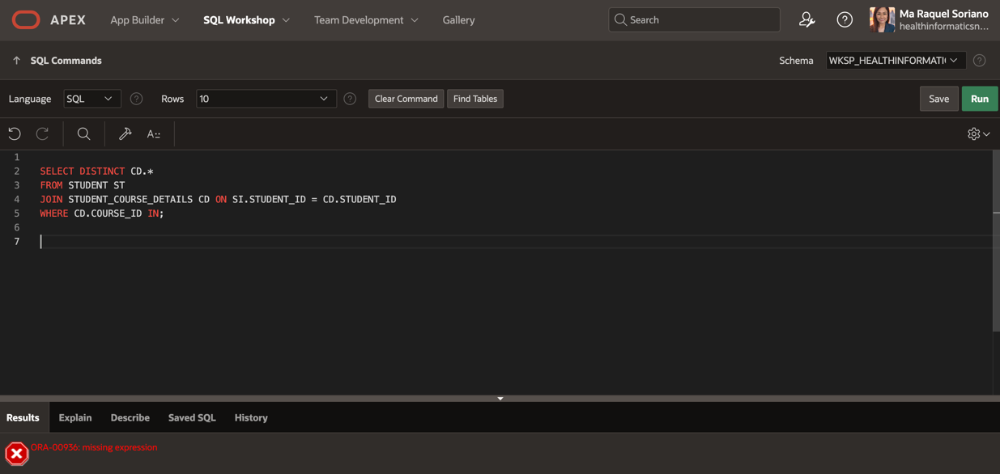 APEX App Builder SQL Workshop Team Development Gallery Search Ma Raquel Soriano
healthinformaticsn...
SQL Commands Schema WKSP_HEALTHINFORMATI
Language SQL Rows 10 Clear Command Find Tables Save Run
A::
1
2 SELECT DISTINCT CD.*
3 FROM STUDENT ST
4 JOIN STUDENT_COURSE_DETAILS CD ON SI.STUDENT_ID = CD.STUDENT_ID
5 WHERE CD.COURSE_ID IN;
6
7
Results Explain Describe Saved SQL History
ORA-00936: missing expression